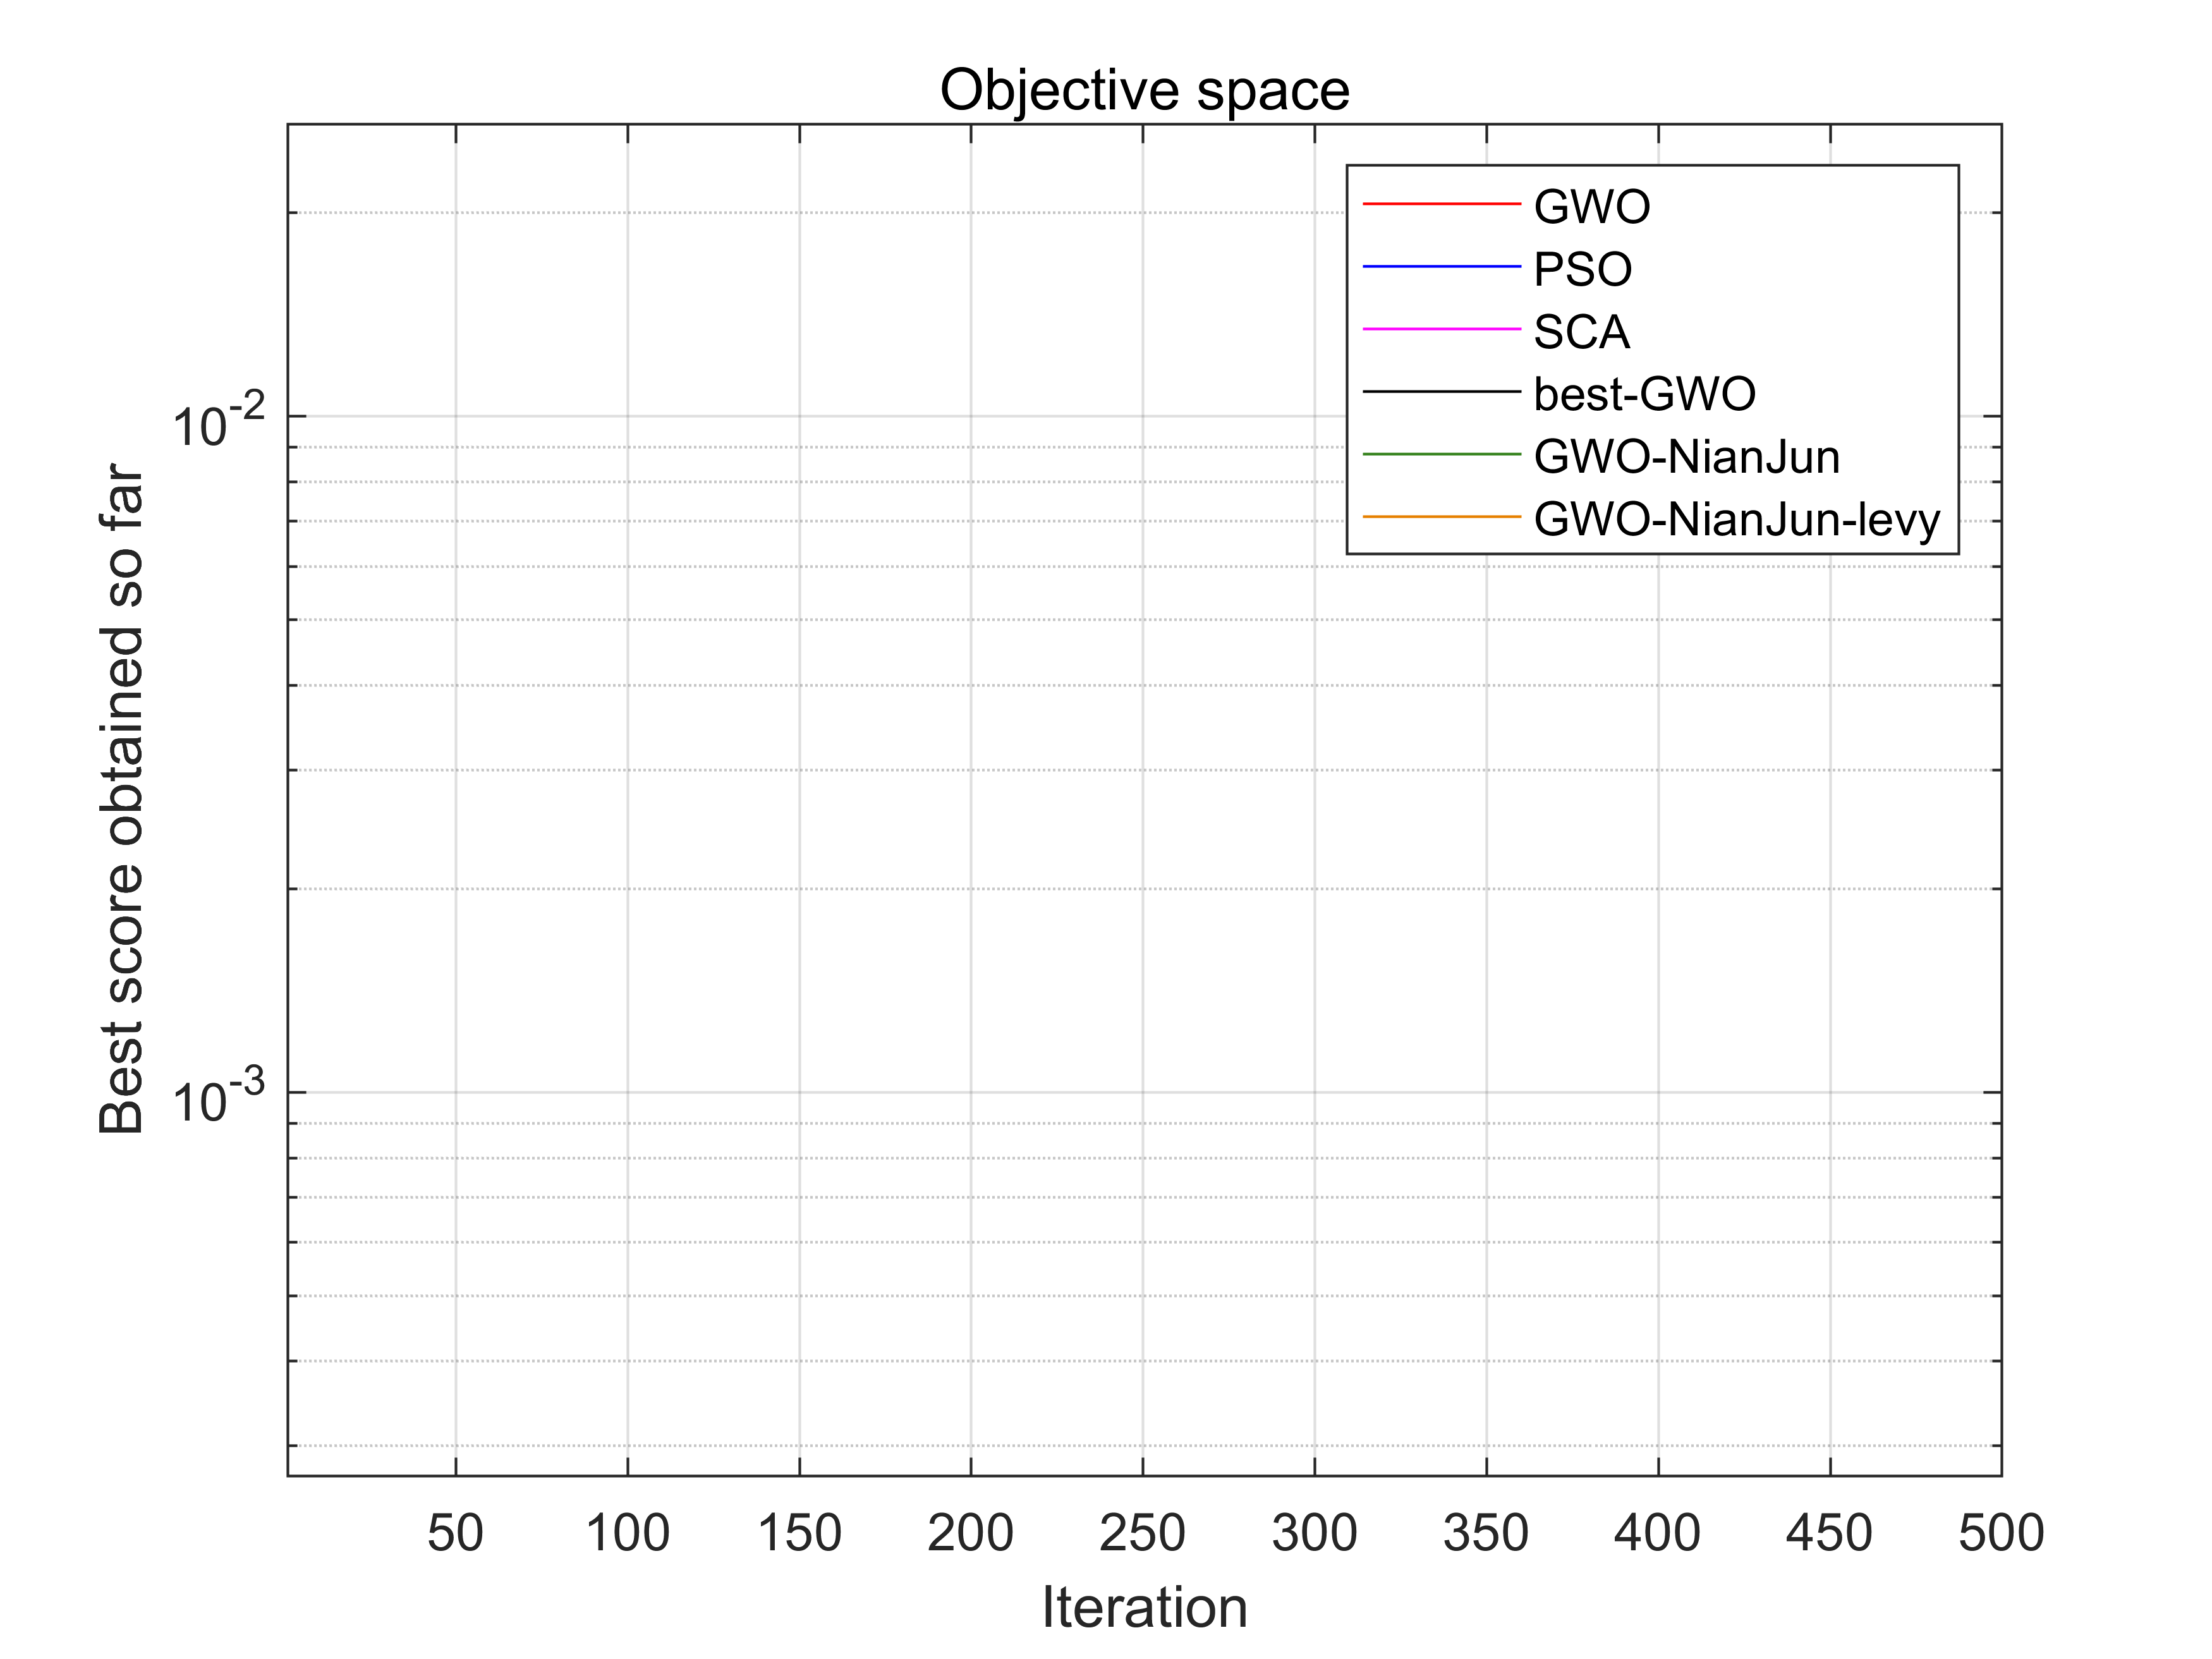 Objective space
GWO
PSO
SCA
best-GWO
GWO-NianJun
GWO-NianJun-levy
Best score obtained so far
10-2
10-3
50 100 150 200 250 300 350 400 450 500
Iteration